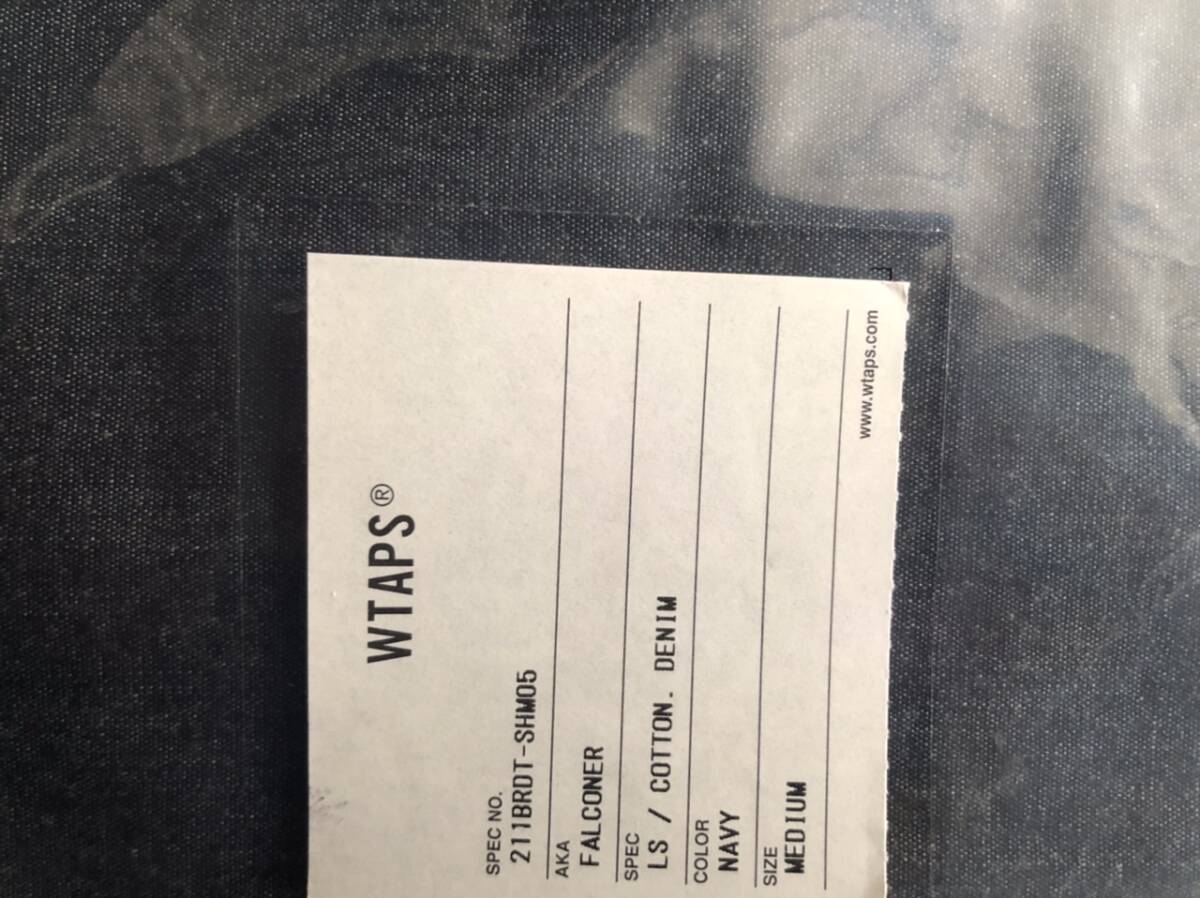 WTAPS®
SPEC NO.
211BRDT-SHM05
AKA
FALCONER
SPEC
LS / COTTON. DENIM
COLOR
NAVY
SIZE
MEDIUM
www.wtaps.com